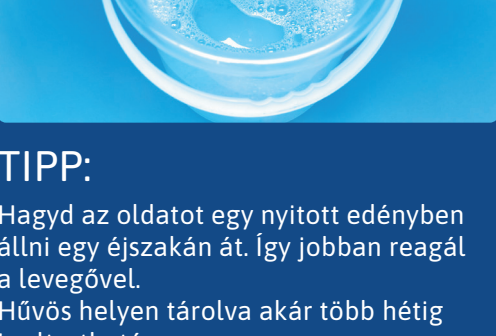 TIPP:
Hagyd az oldatot egy nyitott edényben
állni egy éjszakán át. Így jobban reagál
a levegővel.
Hűvös helyen tárolva akár több hétig